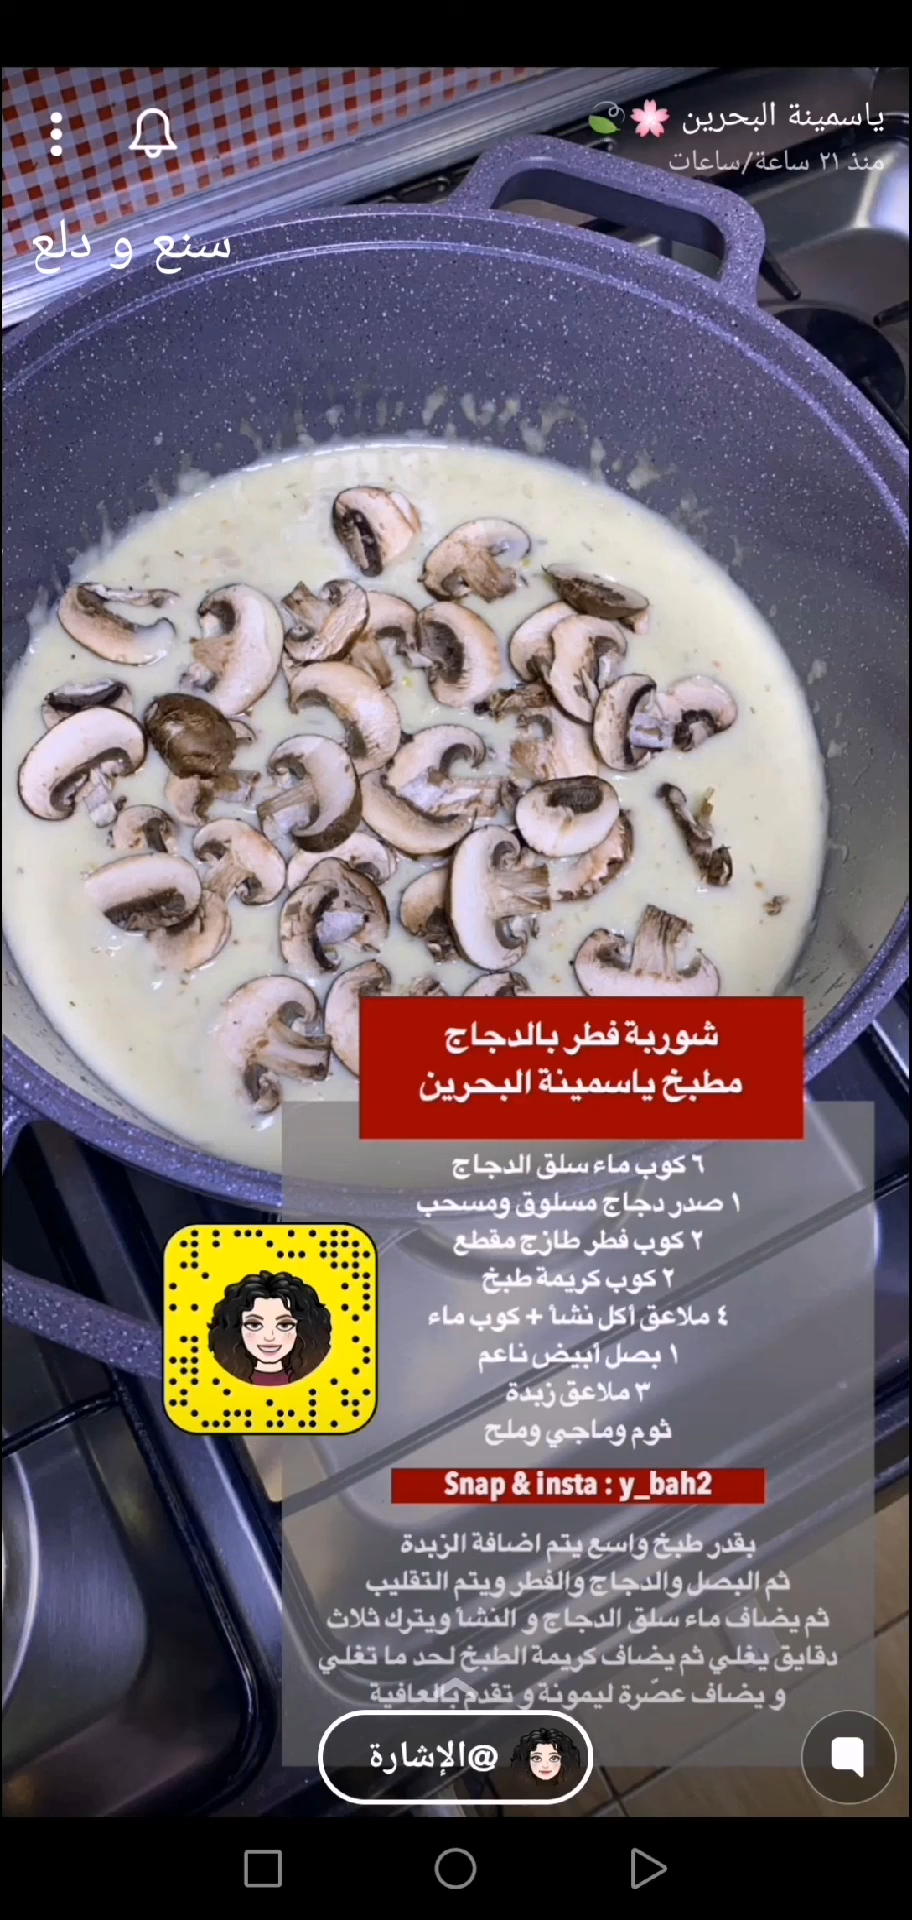 ياسمينة البحرين
منذ ٢١ ساعة/ساعات
سنع و دلع
شوربة فطر بالدجاج
مطبخ ياسمينة البحرين
٦ كوب ماء سلق الدجاج
١ صدر دجاج مسلوق ومسحب
٢ كوب فطر طازج مقطع
٢ كوب كريمة طبخ
٤ ملاعق أكل نشأ + كوب ماء
١ بصل أبيض ناعم
٣ ملاعق زبدة
ثوم وماجي وملح
Snap & insta : y_bah2
بقدر طبخ واسع يتم اضافة الزبدة
ثم البصل والدجاج والفطر ويتم التقليب
ثم يضاف ماء سلق الدجاج و النشأ ويترك ثلاث
دقايق يغلي ثم يضاف كريمة الطبخ لحد ما تغلي
و يضاف عصّرة ليمونة و تقدم بالعافية
@الإشارة